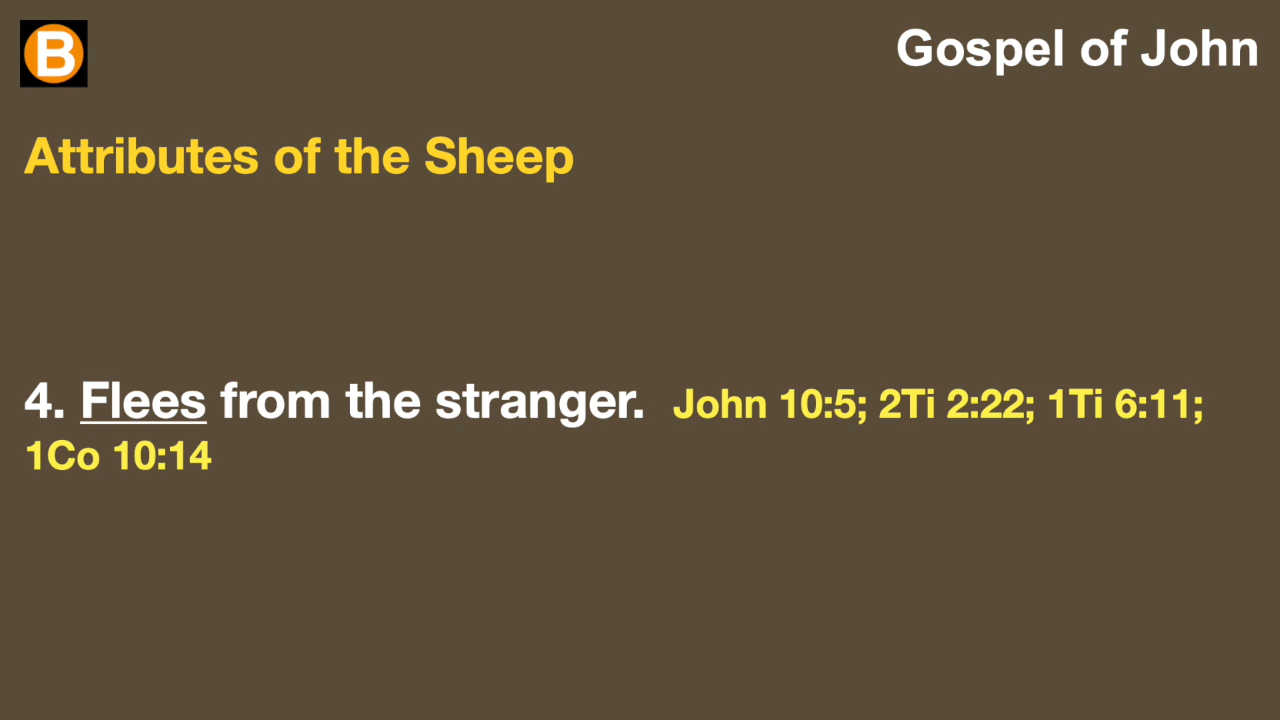 B
Gospel of John
Attributes of the Sheep
4. Flees from the stranger. John 10:5; 2Ti 2:22; 1Ti 6:11;
1Co 10:14